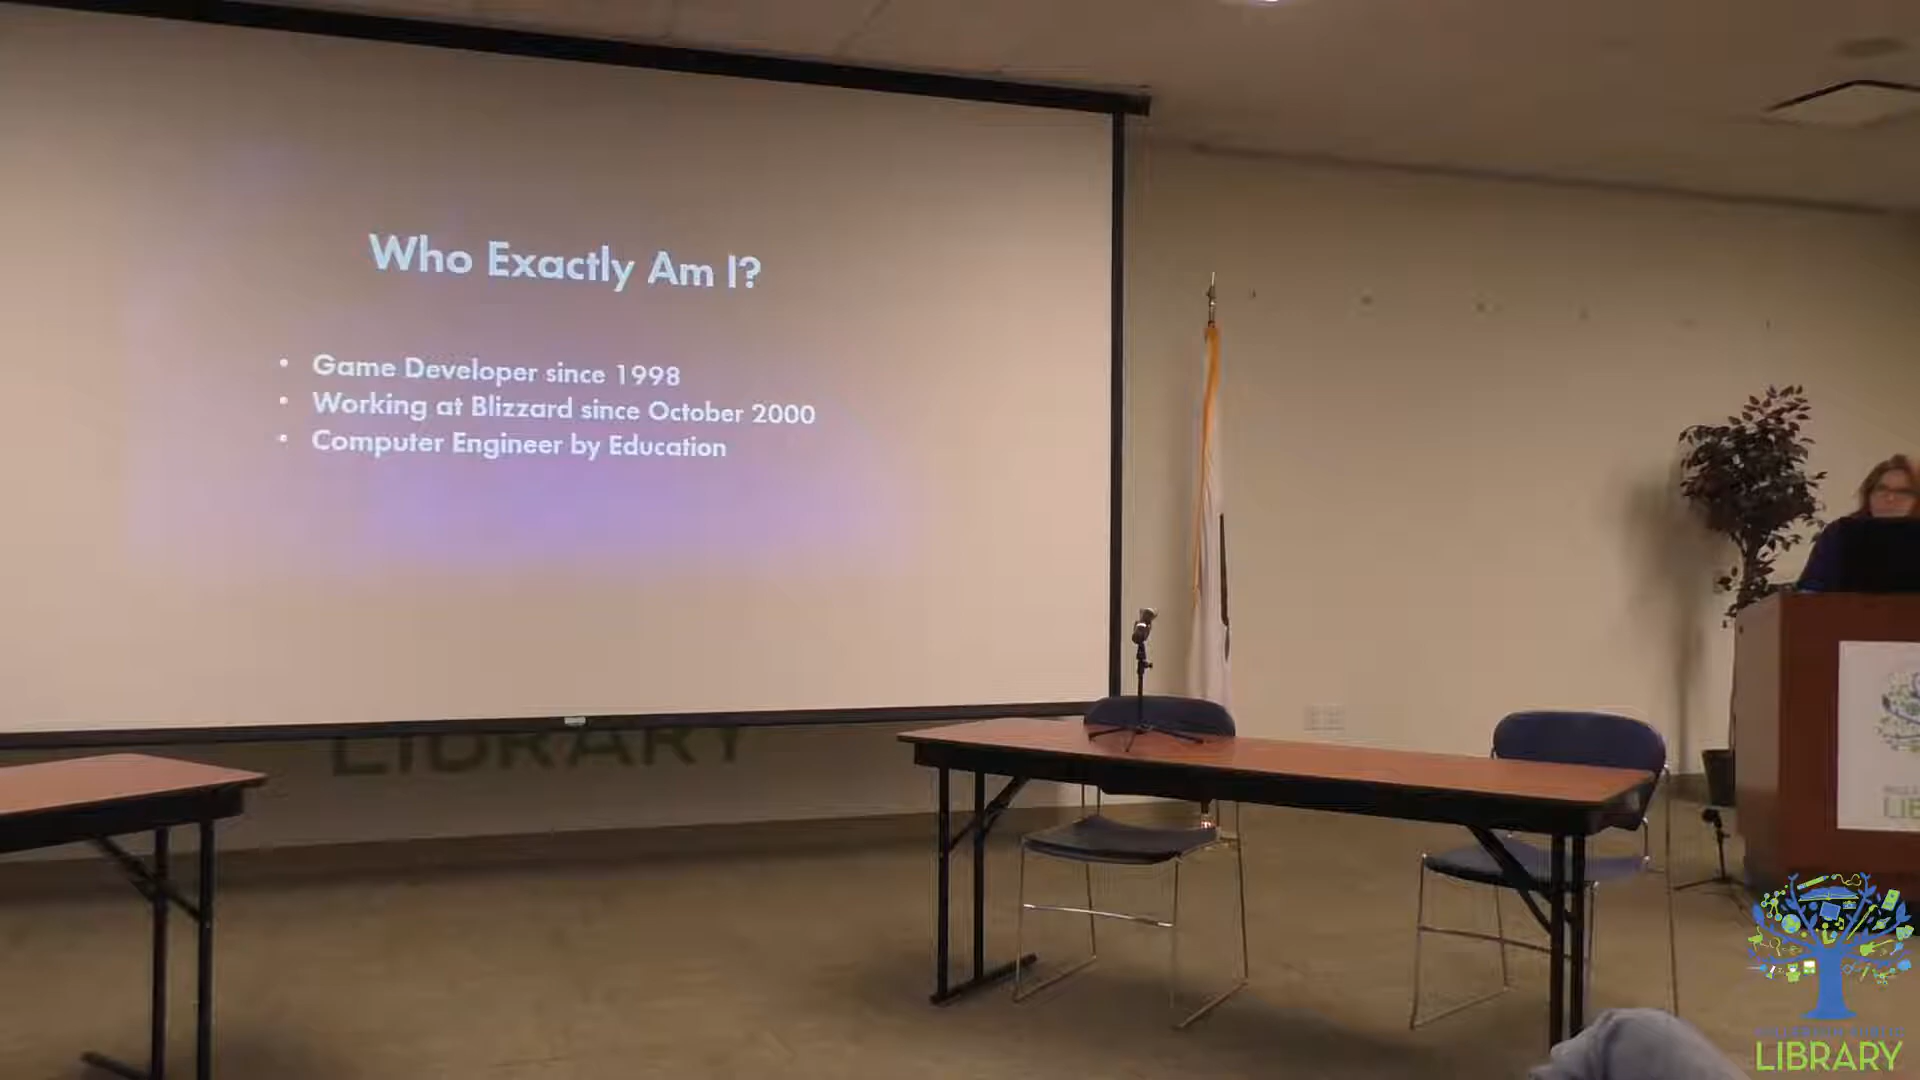 Who Exactly Am I?
• Game Developer since 1998
• Working at Blizzard since October 2000
• Computer Engineer by Education
LIBRARY
LIBRARY